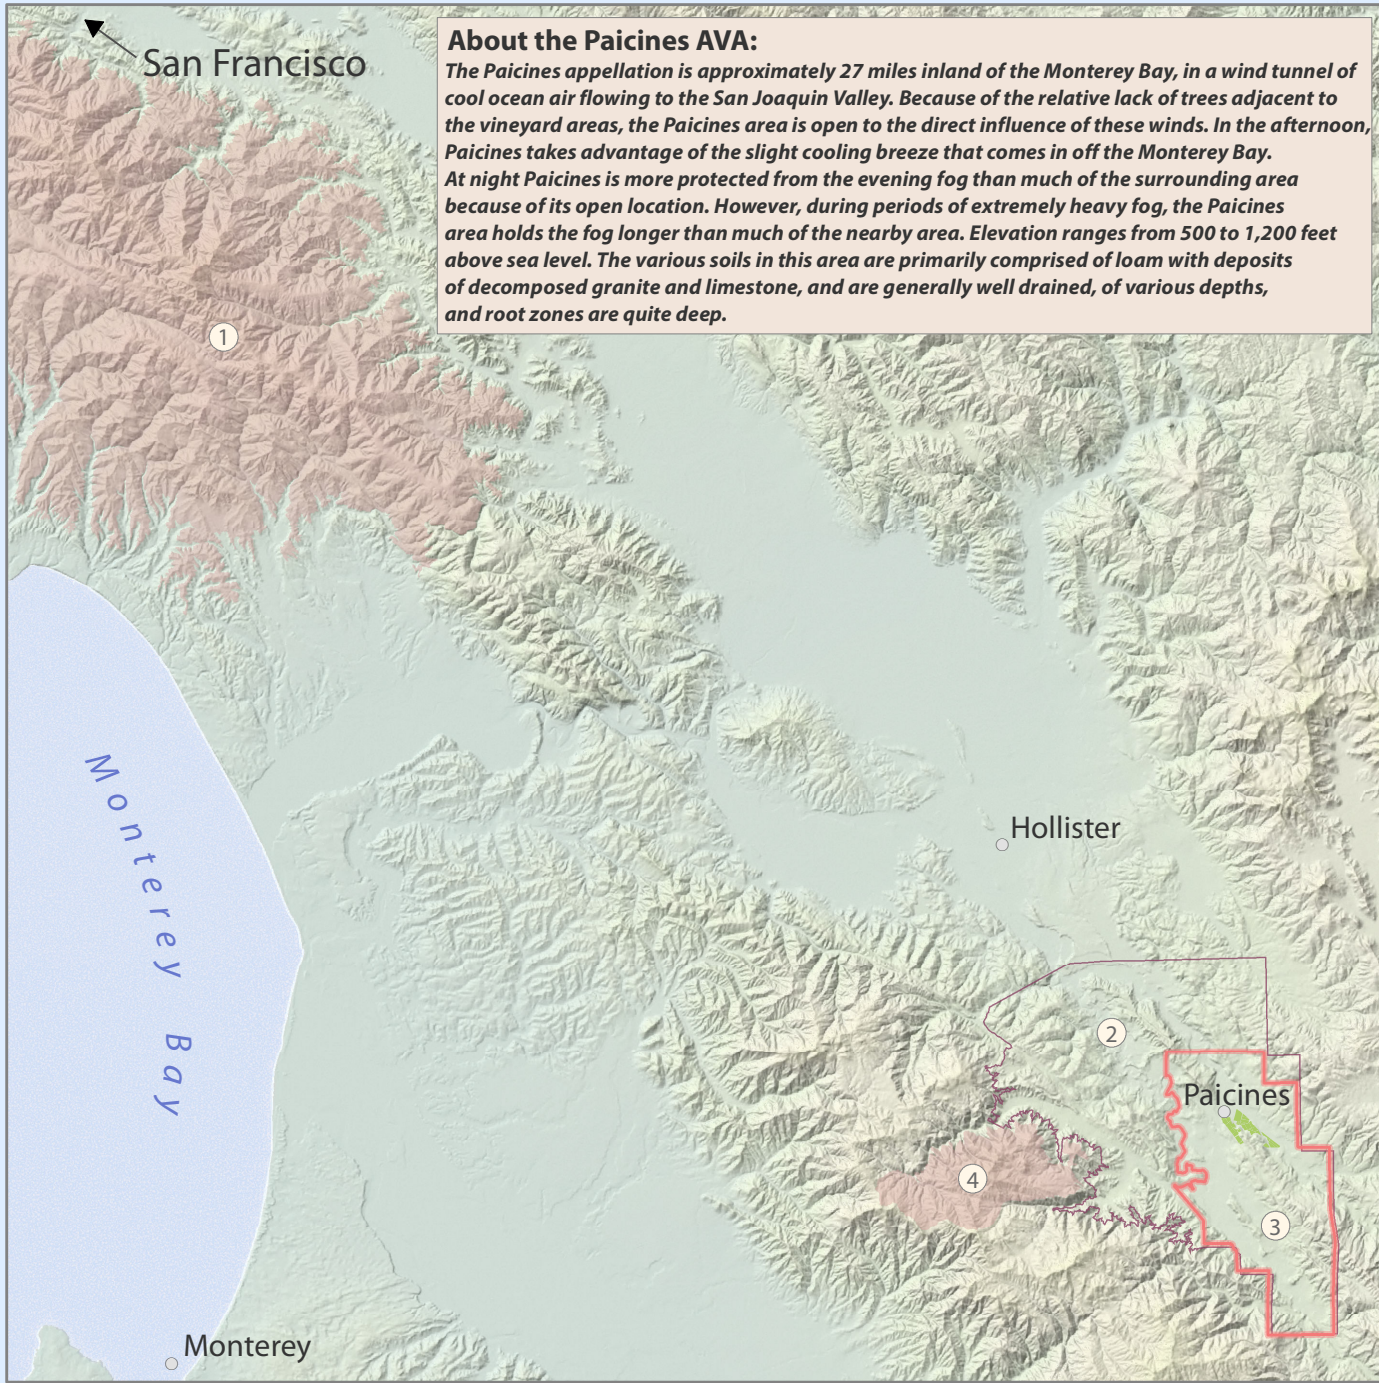 San Francisco
About the Paicines AVA:
The Paicines appellation is approximately 27 miles inland of the Monterey Bay, in a wind tunnel of
cool ocean air flowing to the San Joaquin Valley. Because of the relative lack of trees adjacent to
the vineyard areas, the Paicines area is open to the direct influence of these winds. In the afternoon,
Paicines takes advantage of the slight cooling breeze that comes in off the Monterey Bay.
At night Paicines is more protected from the evening fog than much of the surrounding area
because of its open location. However, during periods of extremely heavy fog, the Paicines
area holds the fog longer than much of the nearby area. Elevation ranges from 500 to 1,200 feet
above sea level. The various soils in this area are primarily comprised of loam with deposits
of decomposed granite and limestone, and are generally well drained, of various depths,
and root zones are quite deep.
1
Monterey Bay
Hollister
2
Paicines
4
3
Monterey